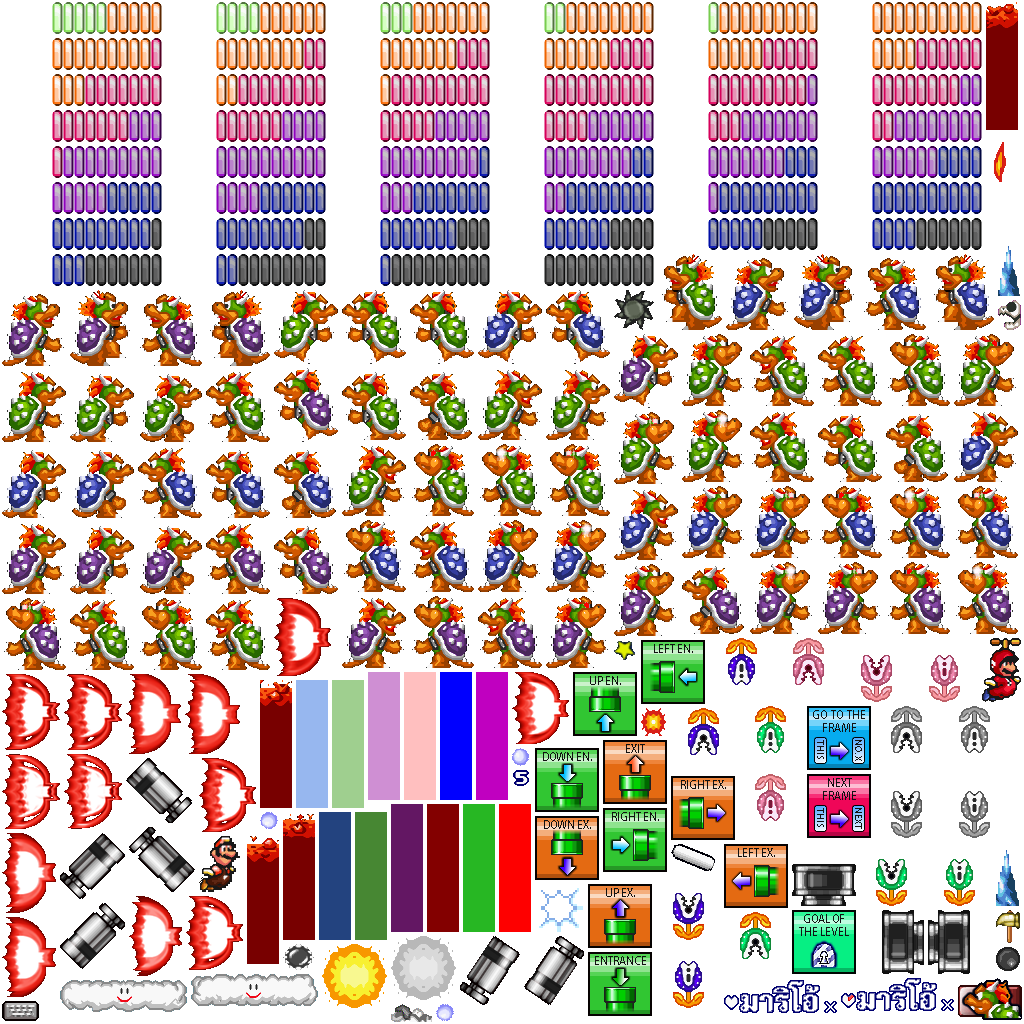 LEFT EN.
UP EN.
GO TO THE
FRAME
THIS NO.X
EXIT
DOWN EN.
S
RIGHT EX.
NEXT
FRAME
THIS NEXT
DOWN EX.
RIGHT EN.
LEFT EX.
UP EX.
GOAL OF
THE LEVEL
ENTRANCE
มาริโอ้ x มาริโอ้ x